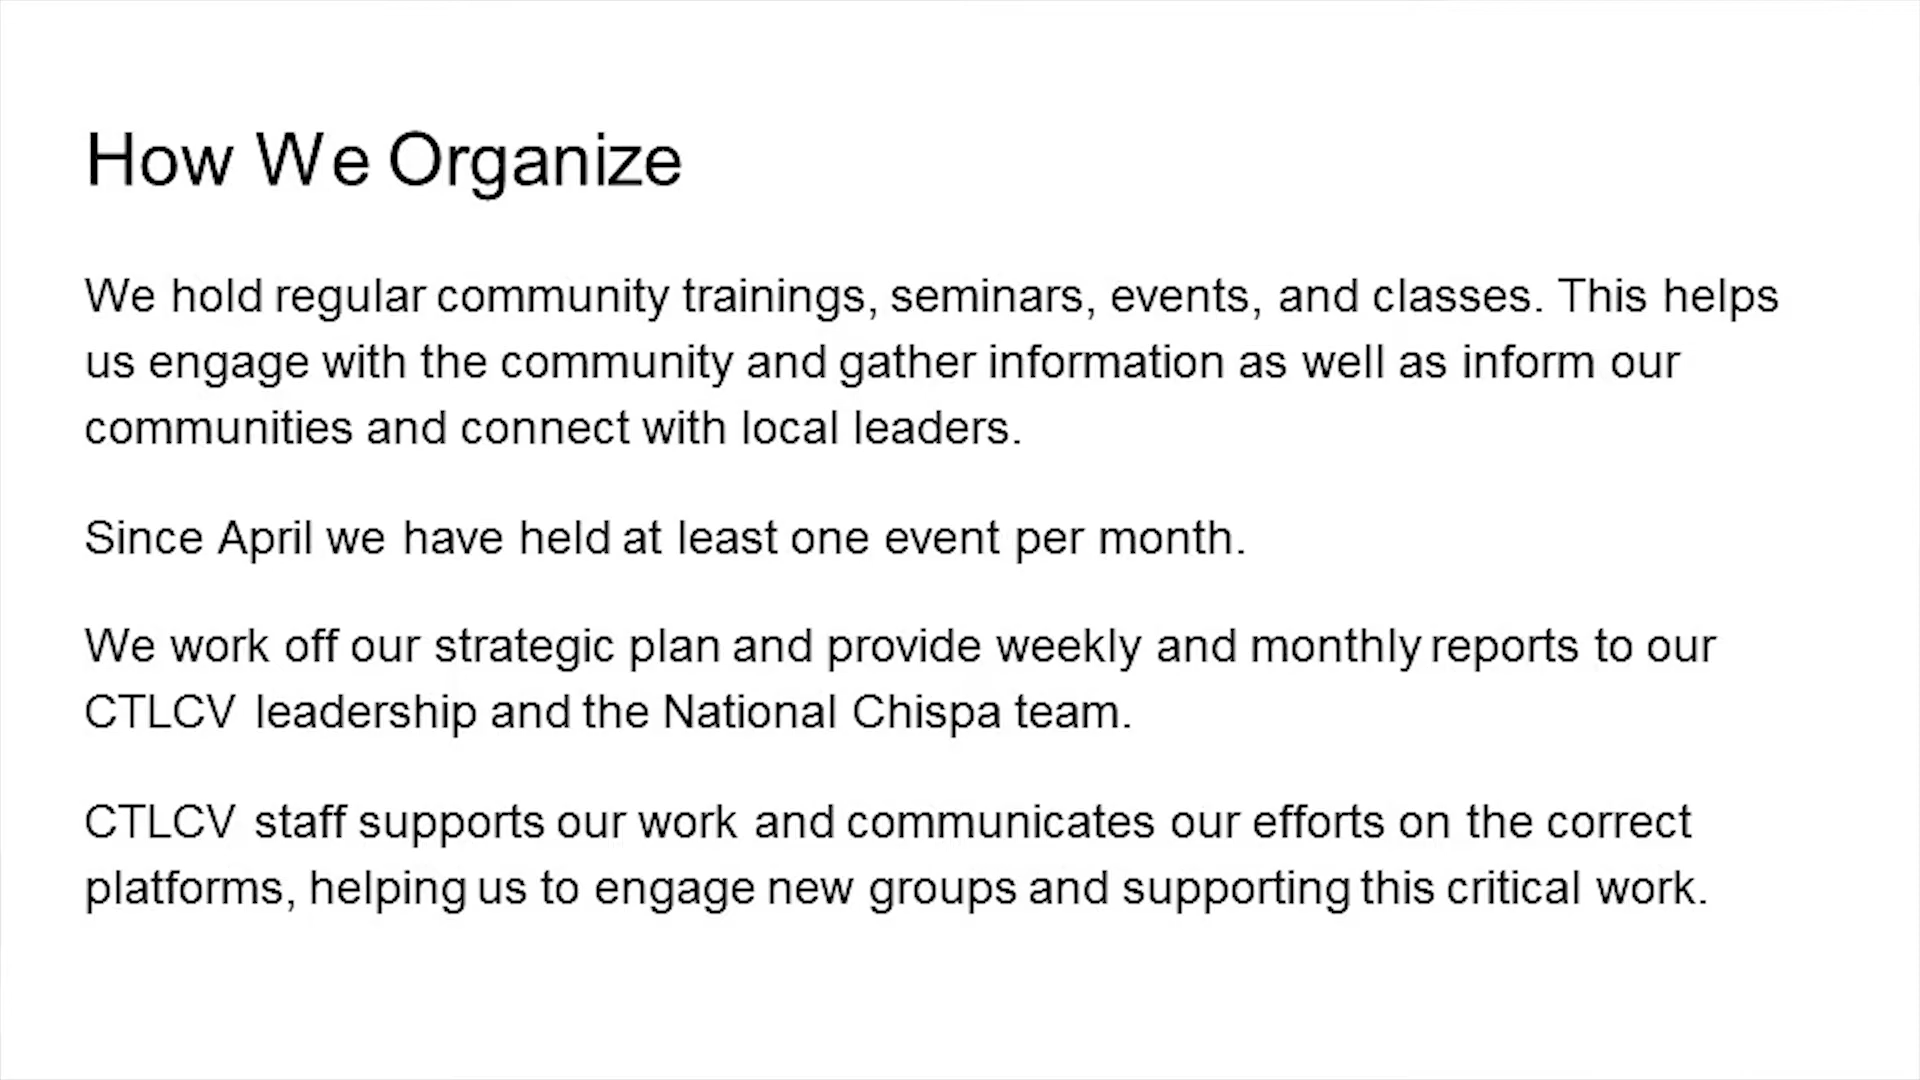 How We Organize
We hold regular community trainings, seminars, events, and classes. This helps
us engage with the community and gather information as well as inform our
communities and connect with local leaders.
Since April we have held at least one event per month.
We work off our strategic plan and provide weekly and monthly reports to our
CTLCV leadership and the National Chispa team.
CTLCV staff supports our work and communicates our efforts on the correct
platforms, helping us to engage new groups and supporting this critical work.